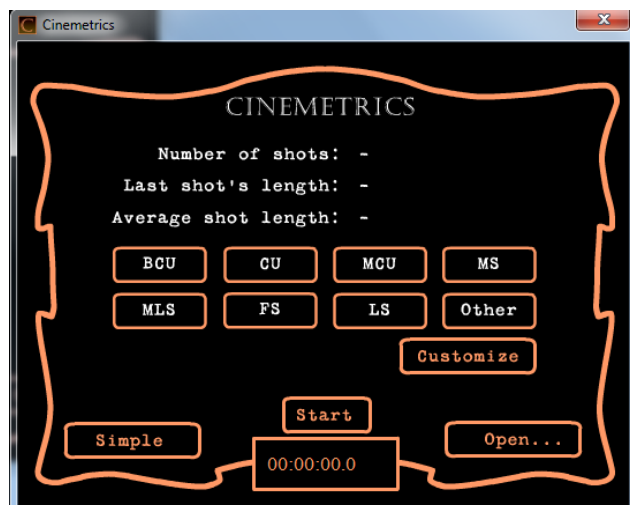 Cinemetrics
CINEMETRICS
Number of shots: -
Last shot's length: -
Average shot length: -
BCU CU MCU MS
MLS FS LS Other
Customize
Start
Simple Open...
00:00:00.0